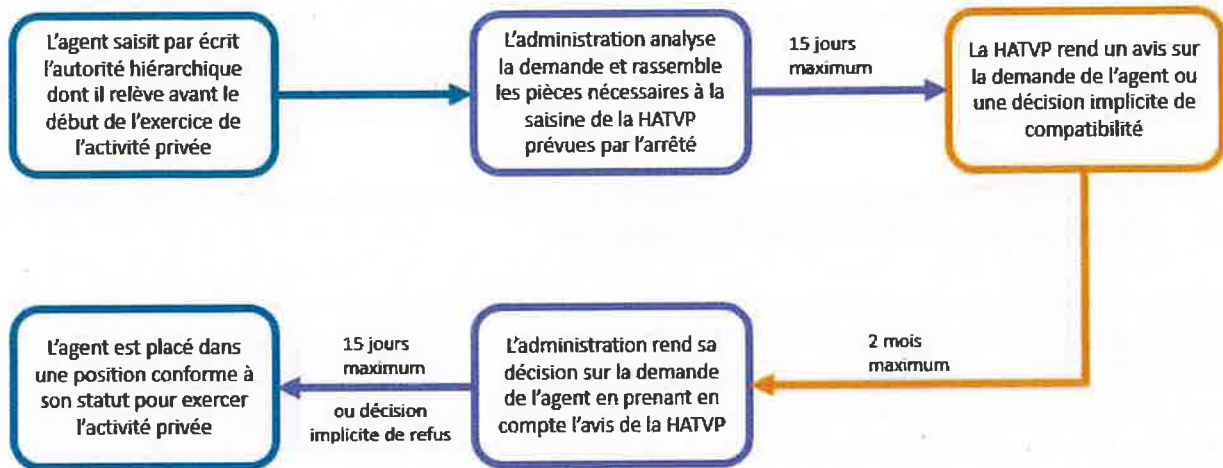 L'agent saisit par écrit
l'autorité hiérarchique
dont il relève avant le
début de l'exercice de
l'activité privée
L'administration analyse
la demande et rassemble
les pièces nécessaires à la
saisine de la HATVP
prévues par l'arrêté
15 jours
maximum
La HATVP rend un avis sur
la demande de l'agent ou
une décision implicite de
compatibilité
2 mois
maximum
L'administration rend sa
décision sur la demande
de l'agent en prenant en
compte l'avis de la HATVP
15 jours
maximum
ou décision
implicite de refus
L'agent est placé dans
une position conforme à
son statut pour exercer
l'activité privée